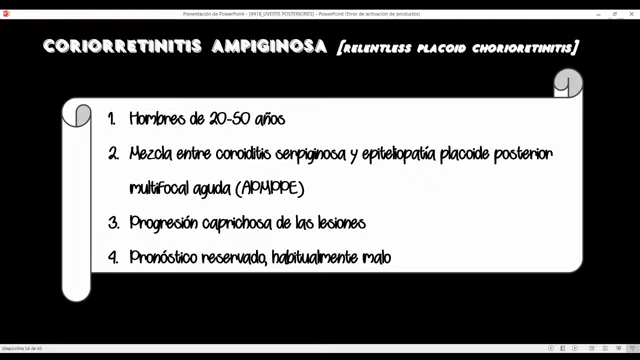 Presentación de PowerPoint - [0418_UVEITIS POSTERIORES] - PowerPoint (Error de activación de productos)
CORIORRETINITIS AMPIGINOSA [RELENTLESS PLACOID CHORIORETINITIS]
1. Hombres de 20-50 años
2. Mezcla entre coroiditis serpiginosa y epiteliopatía placoide posterior
multifocal aguda (APMPPE)
3. Progresión caprichosa de las lesiones
4. Pronóstico reservado, habitualmente malo